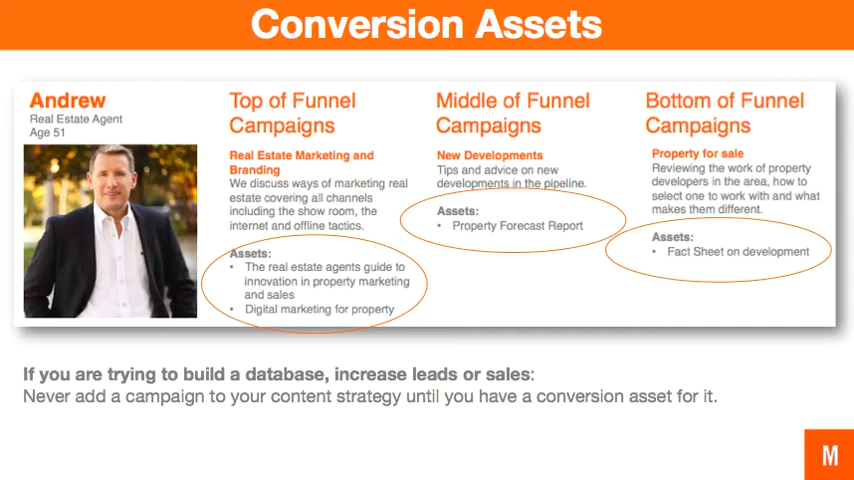 Conversion Assets
Andrew
Real Estate Agent
Age 51
Top of Funnel
Campaigns
Real Estate Marketing and
Branding
We discuss ways of marketing real
estate covering all channels
including the show room, the
internet and offline tactics.
Assets:
• The real estate agents guide to
innovation in property marketing
and sales
• Digital marketing for property
Middle of Funnel
Campaigns
New Developments
Tips and advice on new
developments in the pipeline.
Assets:
• Property Forecast Report
Bottom of Funnel
Campaigns
Property for sale
Reviewing the work of property
developers in the area, how to
select one to work with and what
makes them different.
Assets:
• Fact Sheet on development
If you are trying to build a database, increase leads or sales:
Never add a campaign to your content strategy until you have a conversion asset for it.
M